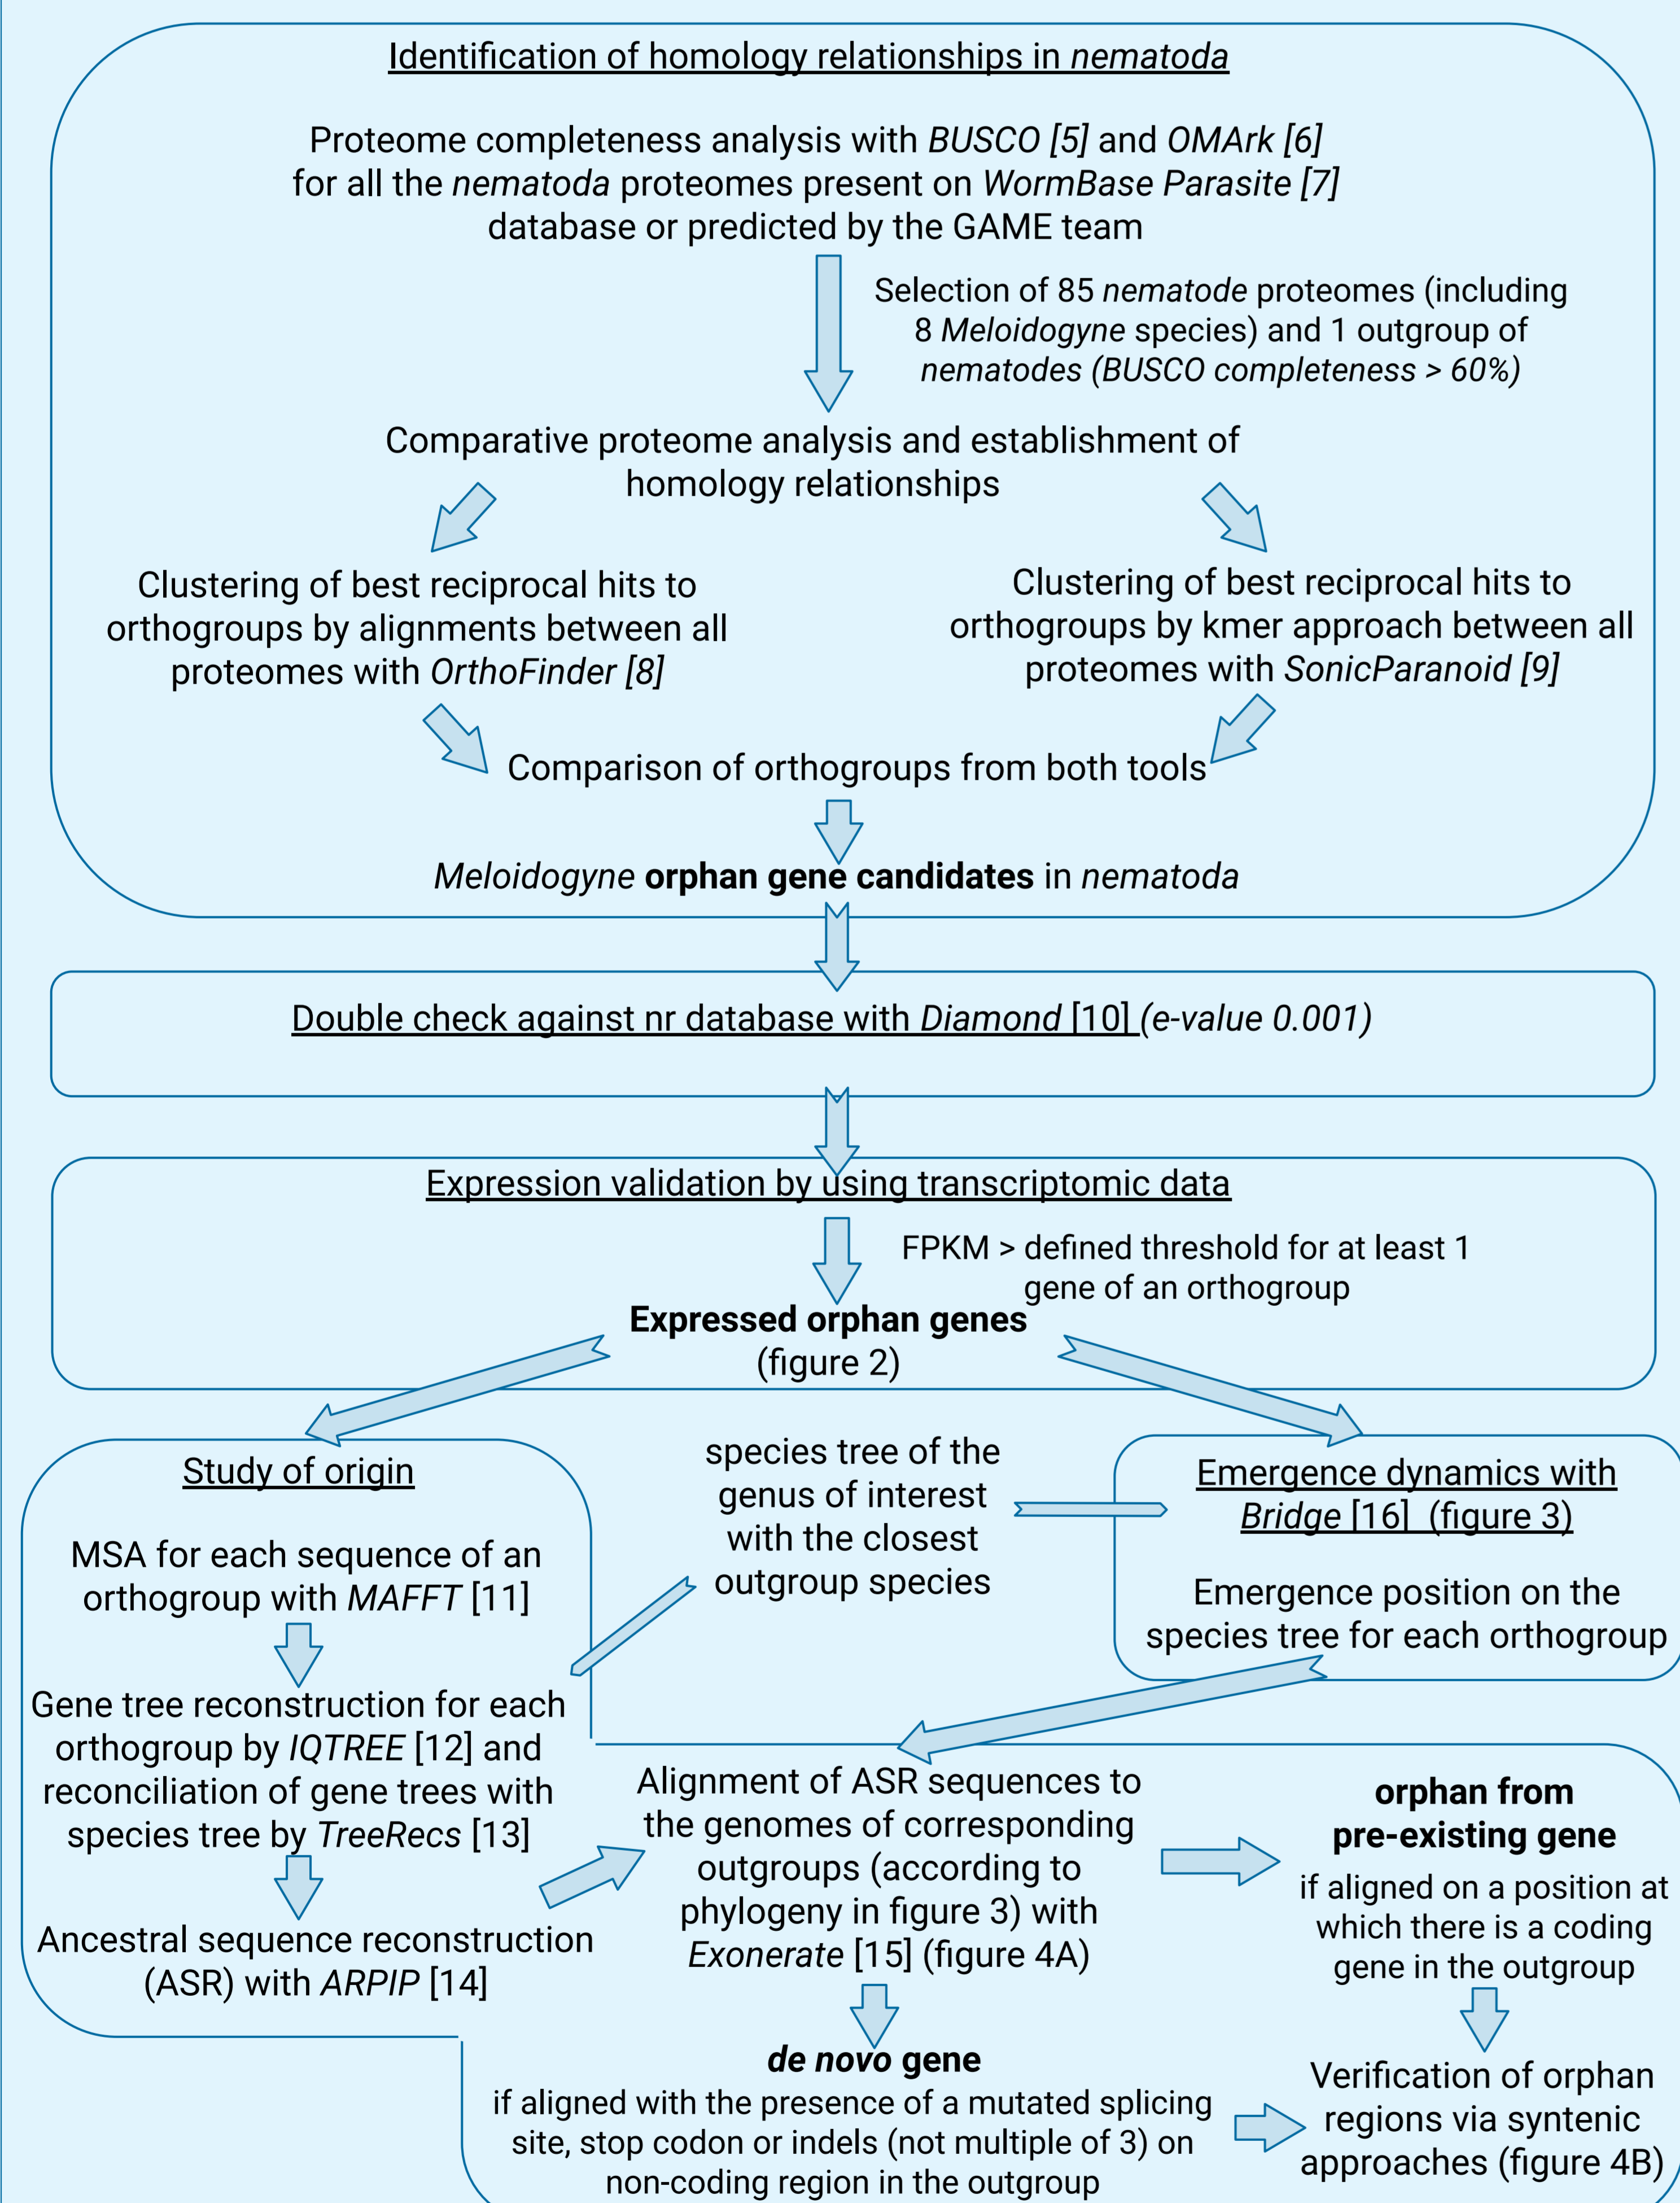 Identification of homology relationships in nematoda
Proteome completeness analysis with BUSCO [5] and OMArk [6]
for all the nematoda proteomes present on WormBase Parasite [7]
database or predicted by the GAME team
Selection of 85 nematode proteomes (including
8 Meloidogyne species) and 1 outgroup of
nematodes (BUSCO completeness > 60%)
Comparative proteome analysis and establishment of
homology relationships
Clustering of best reciprocal hits to
orthogroups by alignments between all
proteomes with OrthoFinder [8]
Clustering of best reciprocal hits to
orthogroups by kmer approach between all
proteomes with SonicParanoid [9]
Comparison of orthogroups from both tools
Meloidogyne orphan gene candidates in nematoda
Double check against nr database with Diamond [10] (e-value 0.001)
Expression validation by using transcriptomic data
FPKM > defined threshold for at least 1
gene of an orthogroup
Expressed orphan genes
(figure 2)
Study of origin
MSA for each sequence of an
orthogroup with MAFFT [11]
Gene tree reconstruction for each
orthogroup by IQTREE [12] and
reconciliation of gene trees with
species tree by TreeRecs [13]
Ancestral sequence reconstruction
(ASR) with ARPIP [14]
species tree of the
genus of interest
with the closest
outgroup species
Emergence dynamics with
Bridge [16] (figure 3)
Emergence position on the
species tree for each orthogroup
Alignment of ASR sequences to
the genomes of corresponding
outgroups (according to
phylogeny in figure 3) with
Exonerate [15] (figure 4A)
orphan from
pre-existing gene
if aligned on a position at
which there is a coding
gene in the outgroup
de novo gene
if aligned with the presence of a mutated splicing
site, stop codon or indels (not multiple of 3) on
non-coding region in the outgroup
Verification of orphan
regions via syntenic
approaches (figure 4B)